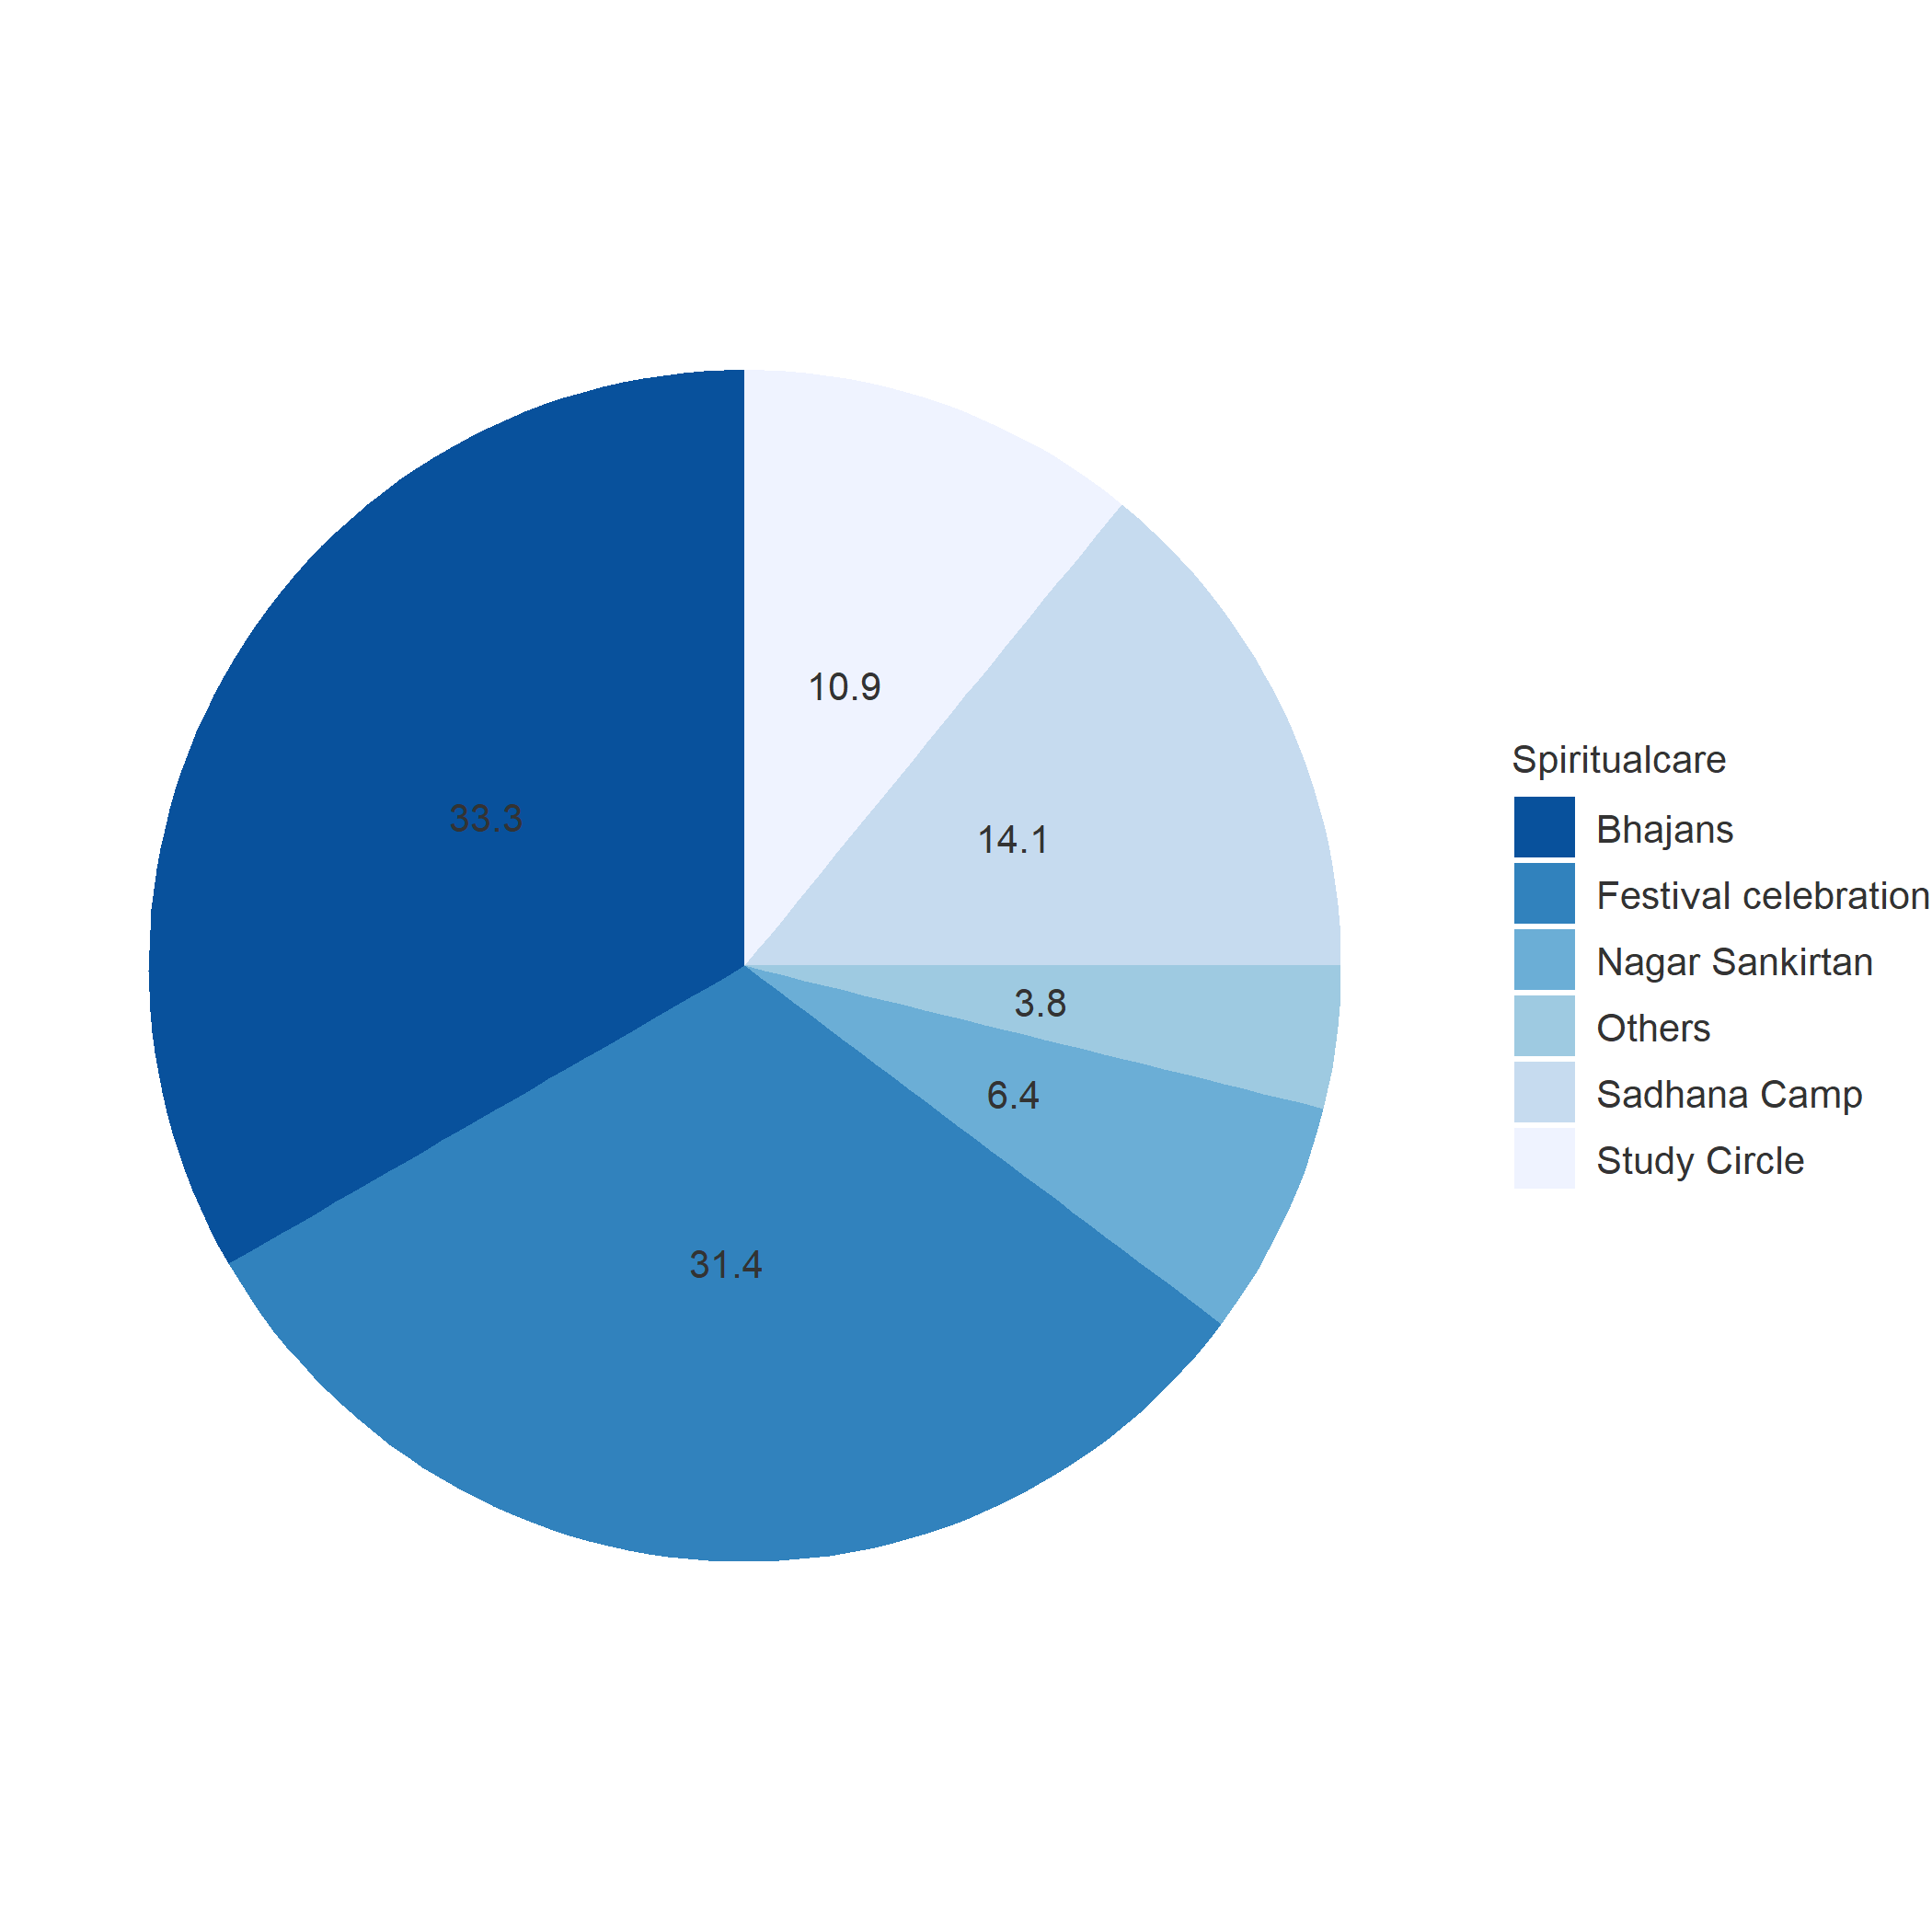 10.9
33.3
14.1
3.8
6.4
31.4
Spiritualcare
Bhajans
Festival celebration
Nagar Sankirtan
Others
Sadhana Camp
Study Circle